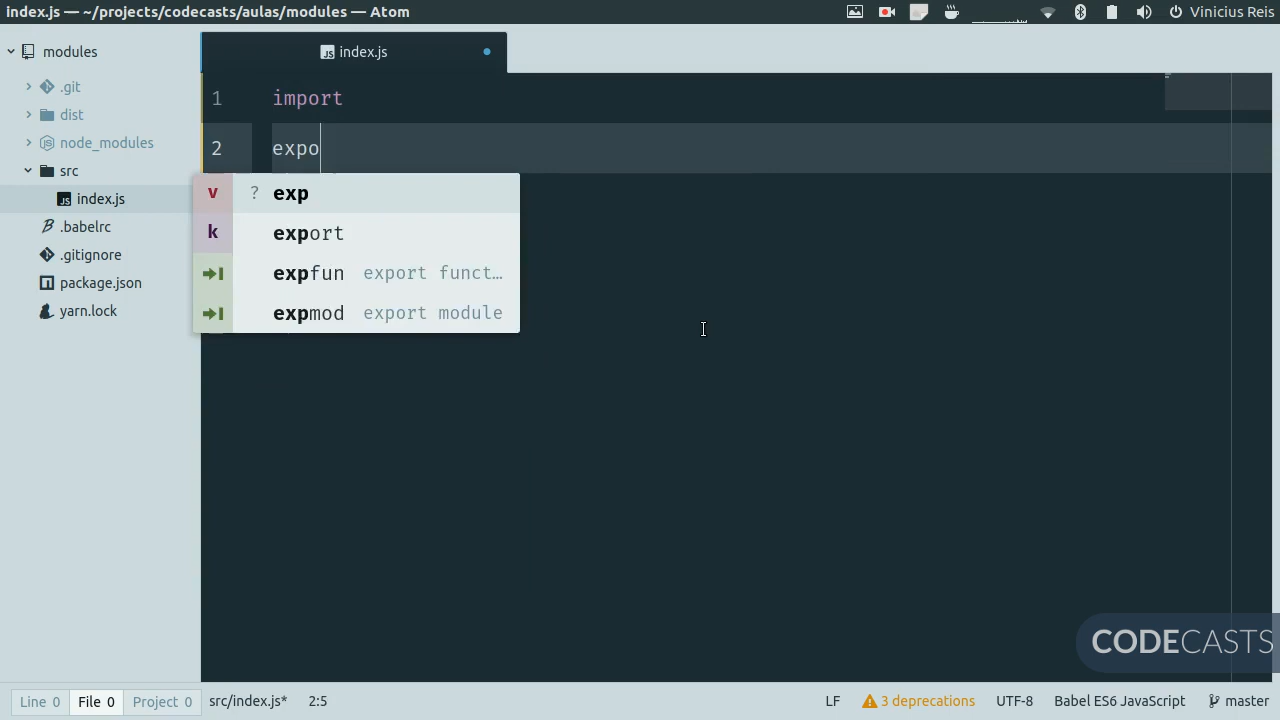 index.js — ~/projects/codecasts/aulas/modules — Atom
Vinicius Reis
modules
index.js
.git
dist
node_modules
src
index.js
.babelrc
.gitignore
package.json
yarn.lock
1 import
2 expo
v ? exp
k export
expfun export funct…
expmod export module
CODECASTS
Line 0 File 0 Project 0 src/index.js* 2:5 LF 3 deprecations UTF-8 Babel ES6 JavaScript master